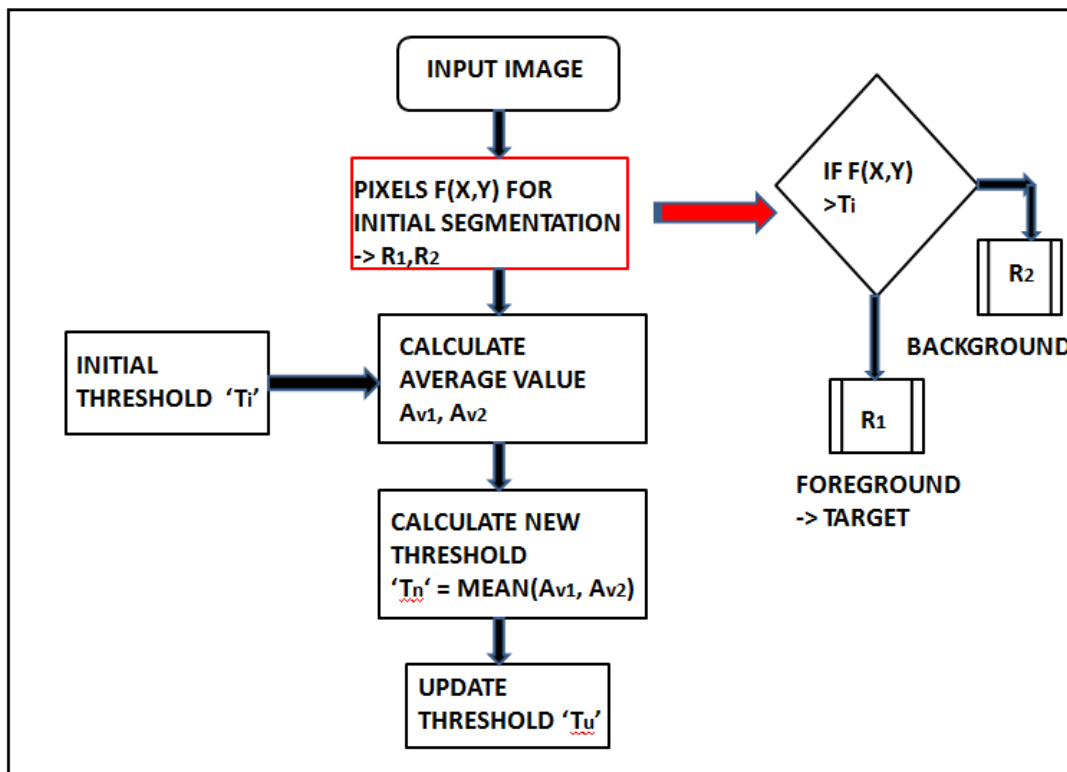 INPUT IMAGE
PIXELS F(X,Y) FOR
INITIAL SEGMENTATION
-> R1,R2
IF F(X,Y)
>Ti
R2
BACKGROUND
R1
FOREGROUND
-> TARGET
INITIAL
THRESHOLD ‘Ti’
CALCULATE
AVERAGE VALUE
Av1, Av2
CALCULATE NEW
THRESHOLD
‘Tn‘ = MEAN(Av1, Av2)
UPDATE
THRESHOLD ‘Tu’